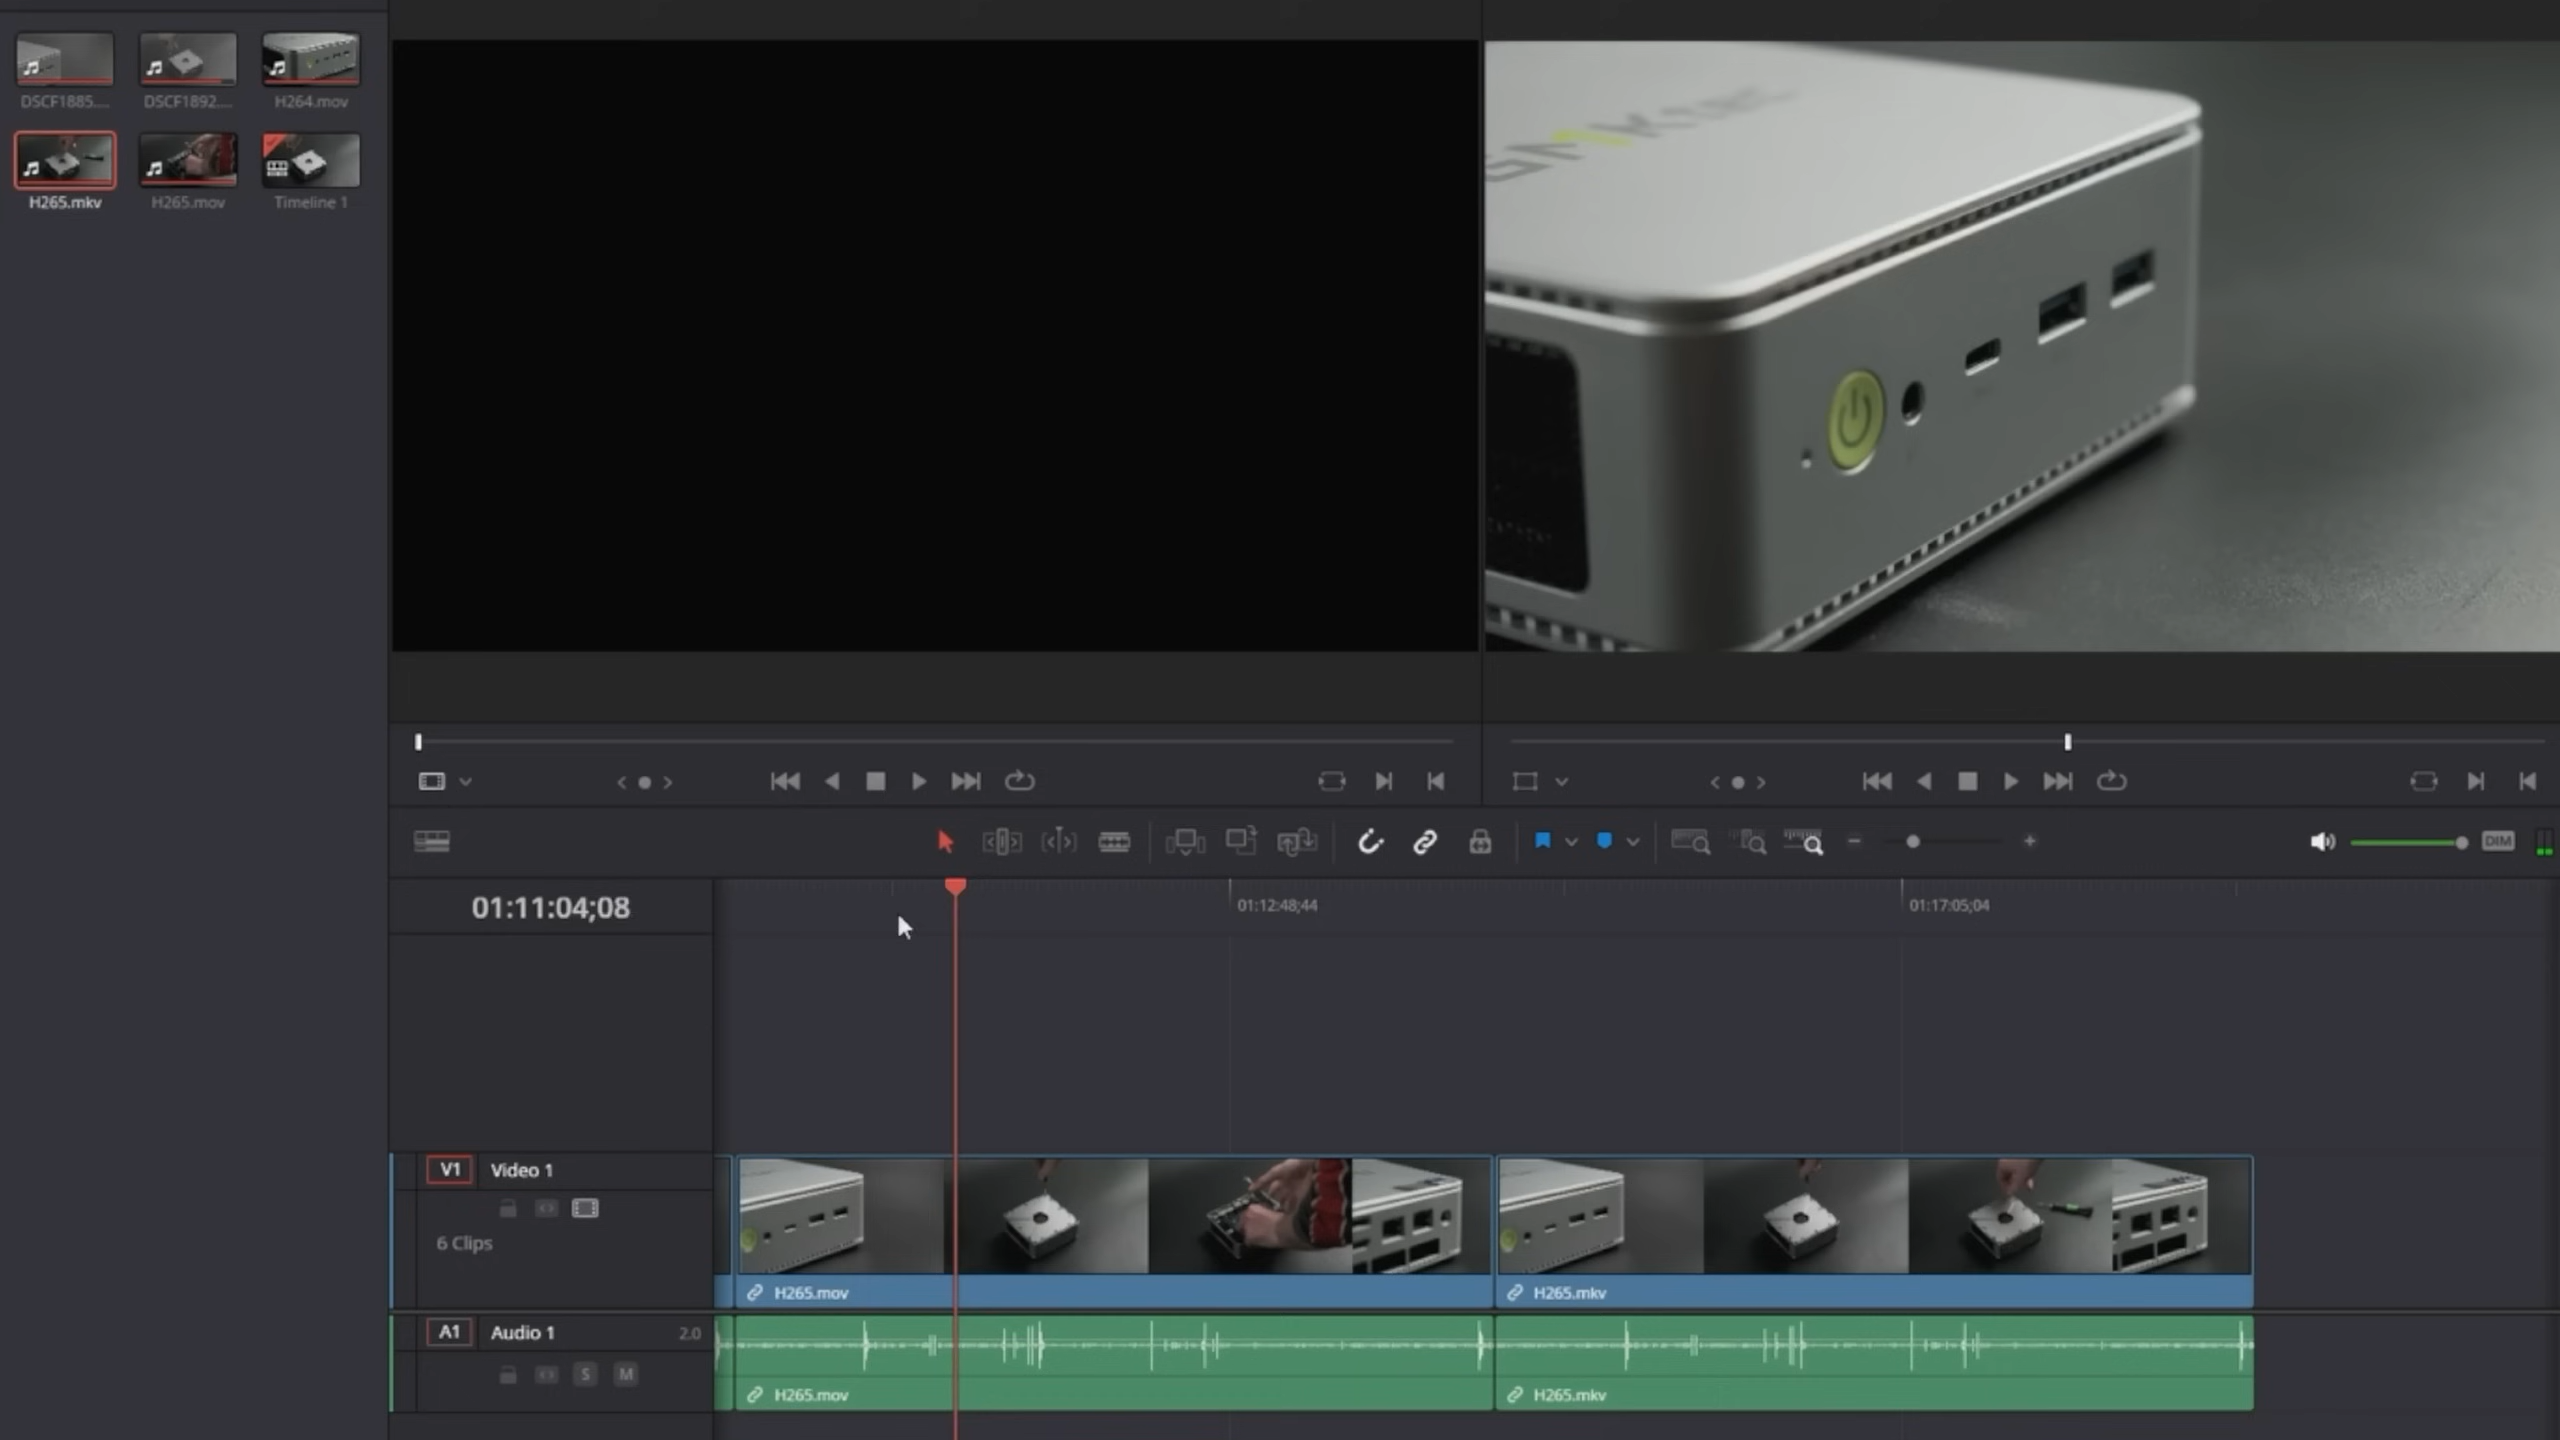 DSCF1885....
DSCF1892....
H264.mov
H265.mkv
H265.mov
Timeline 1
GMKtec
DIM
01:11:04;08
01:12:48;44
01:17:05;04
V1
Video 1
6 Clips
H265.mov
H265.mkv
A1
Audio 1
2.0
S
M
H265.mov
H265.mkv